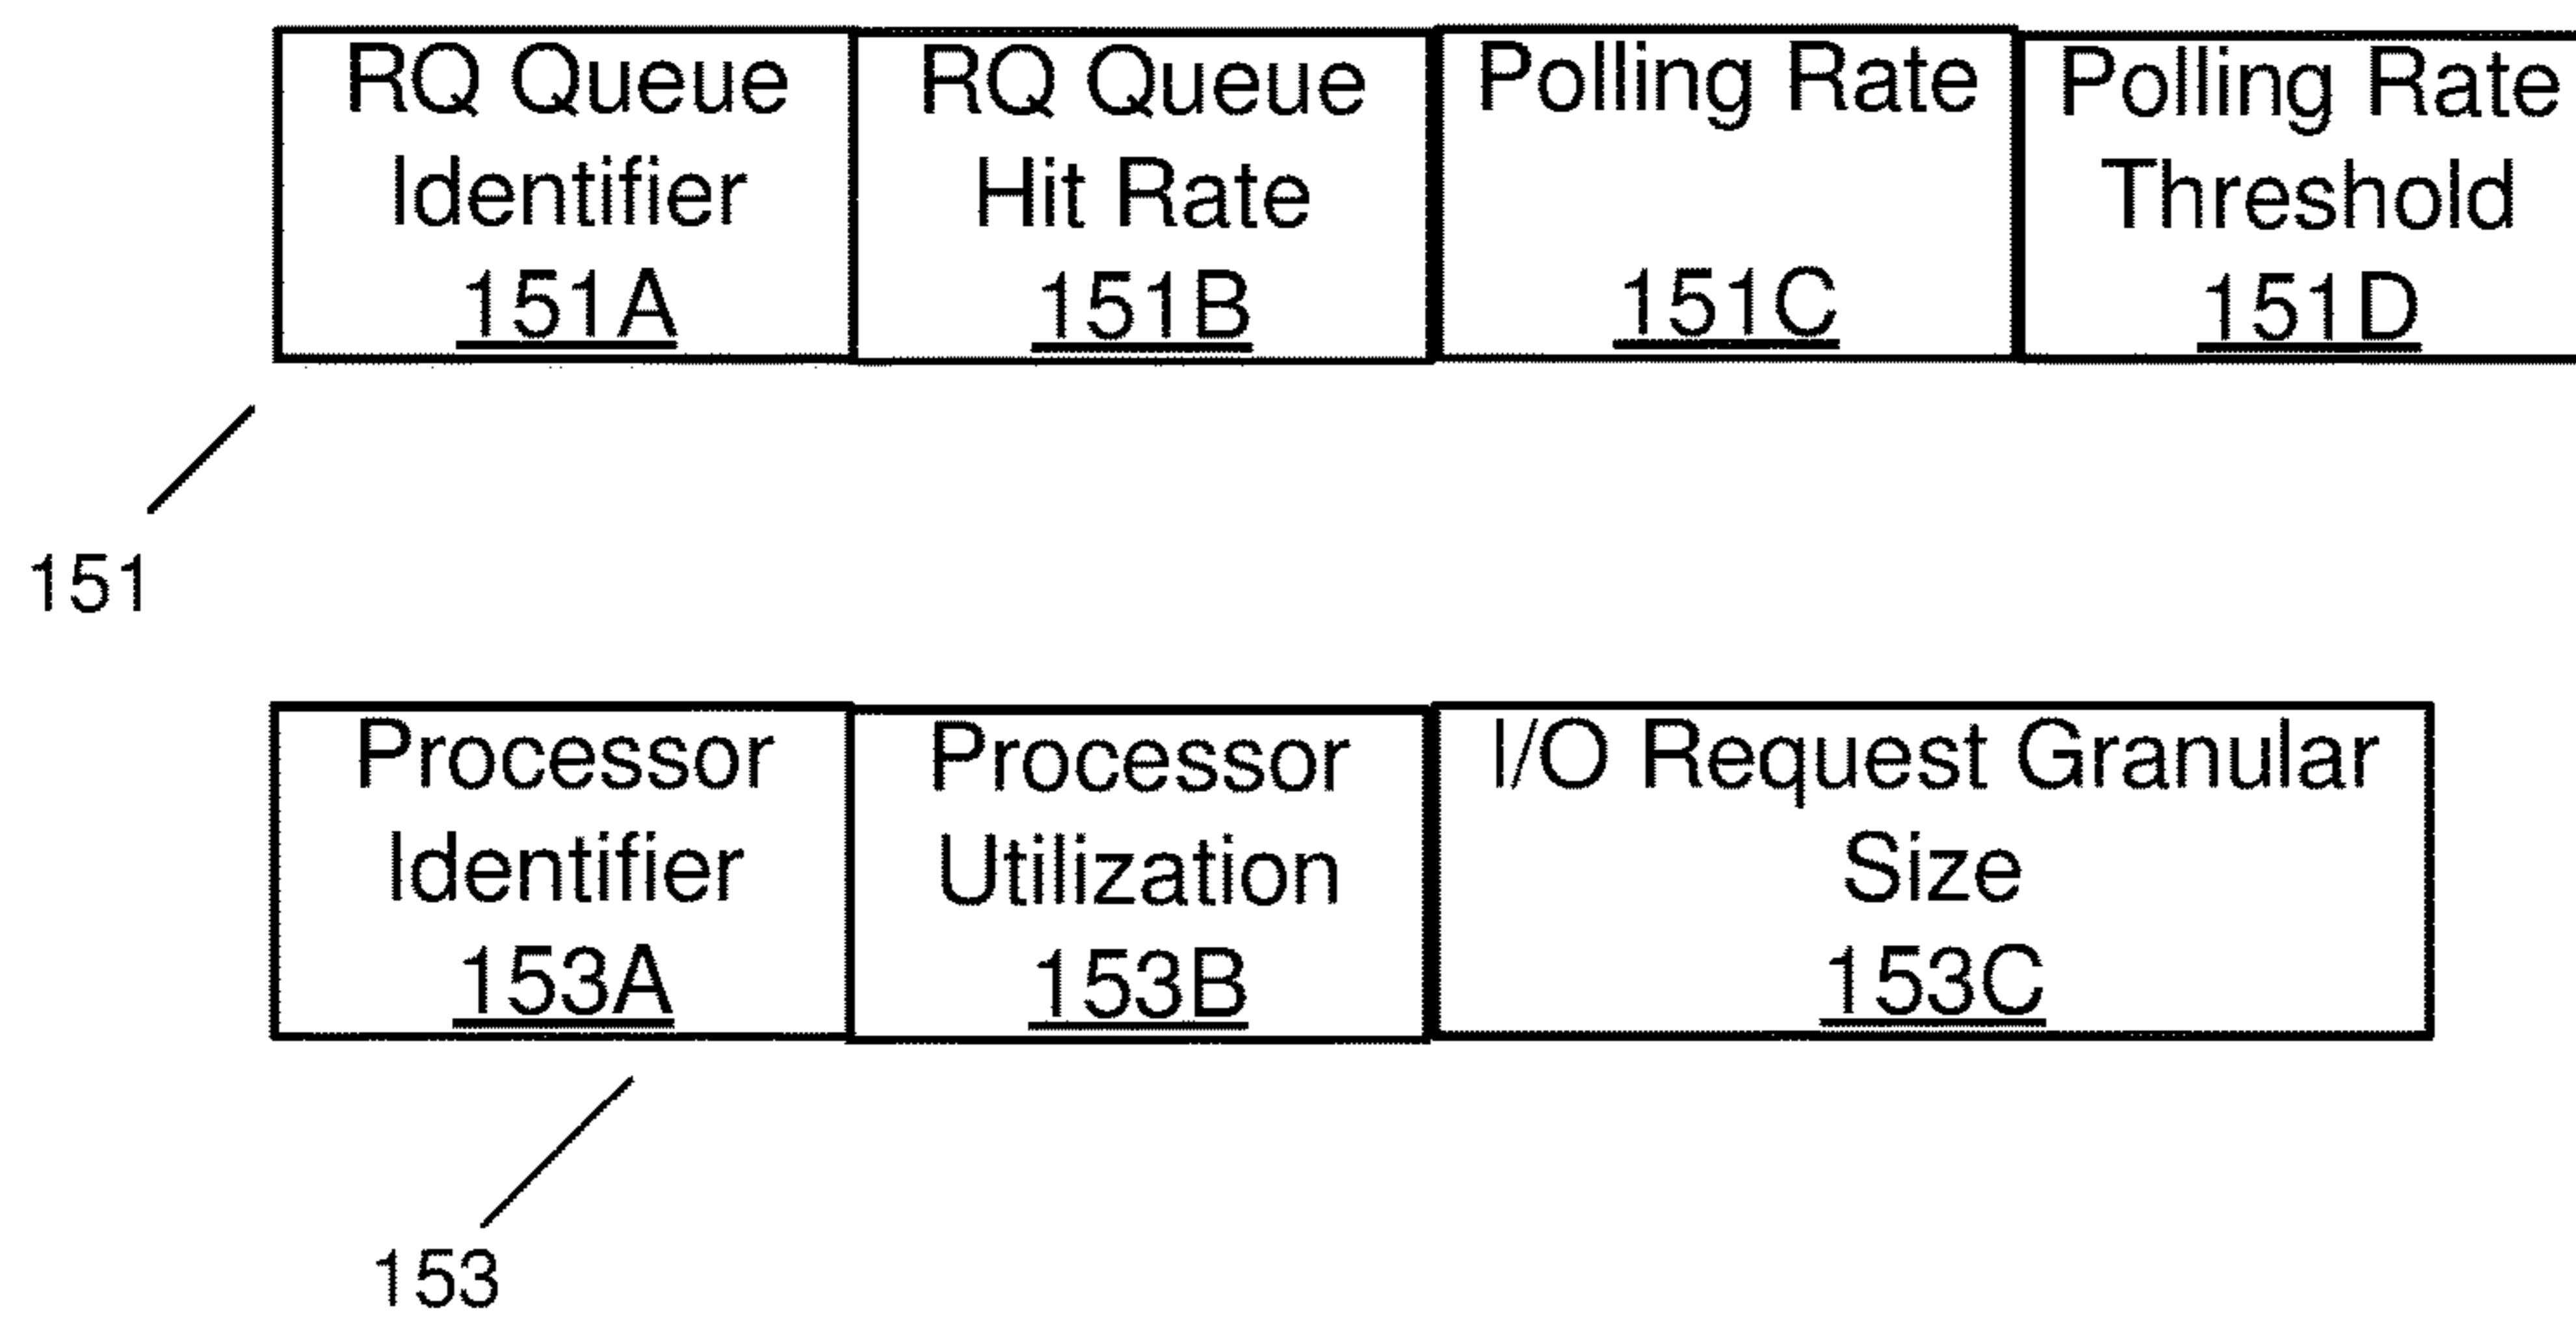 RQ Queue
Identifier
151A
RQ Queue
Hit Rate
151B
Polling Rate
151C
Polling Rate
Threshold
151D
151
Processor
Identifier
153A
Processor
Utilization
153B
I/O Request Granular
Size
153C
153